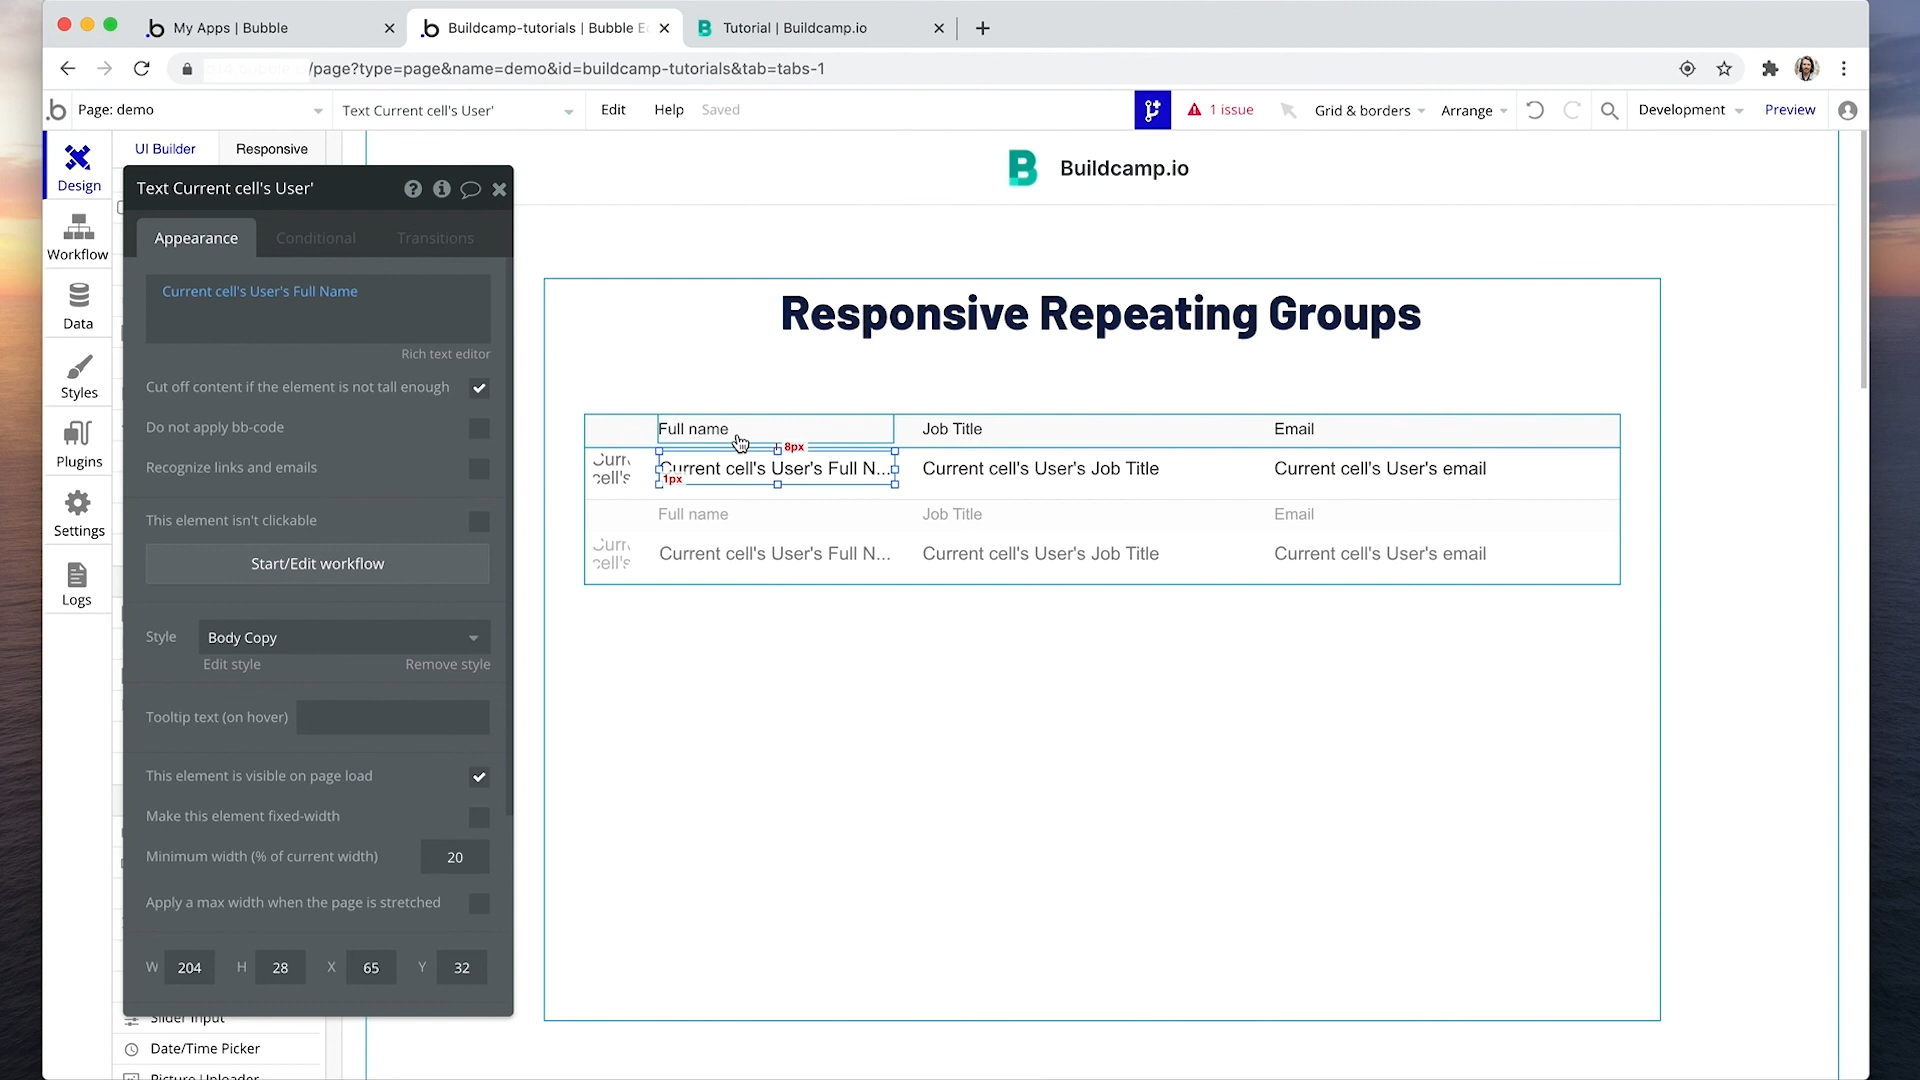 My Apps | Bubble
Buildcamp-tutorials | Bubble E
Tutorial | Buildcamp.io
/page?type=page&name=demo&id=buildcamp-tutorials&tab=tabs-1
Page: demo
Text Current cell's User'
Edit
Help
Saved
1 issue
Grid & borders
Arrange
Development
Preview
Design
Workflow
Data
Styles
Plugins
Settings
Logs
UI Builder
Responsive
Text Current cell's User'
Appearance
Conditional
Transitions
Current cell's User's Full Name
Rich text editor
Cut off content if the element is not tall enough
Do not apply bb-code
Recognize links and emails
This element isn't clickable
Start/Edit workflow
Style
Body Copy
Edit style
Remove style
Tooltip text (on hover)
This element is visible on page load
Make this element fixed-width
Minimum width (% of current width)
20
Apply a max width when the page is stretched
W 204 H 28 X 65 Y 32
Slider Input
Date/Time Picker
Picture Uploader
B Buildcamp.io
Responsive Repeating Groups
Full name Job Title Email
8px
Curr
cell's
Current cell's User's Full N... Current cell's User's Job Title Current cell's User's email
1px
Full name Job Title Email
Curr
cell's
Current cell's User's Full N... Current cell's User's Job Title Current cell's User's email